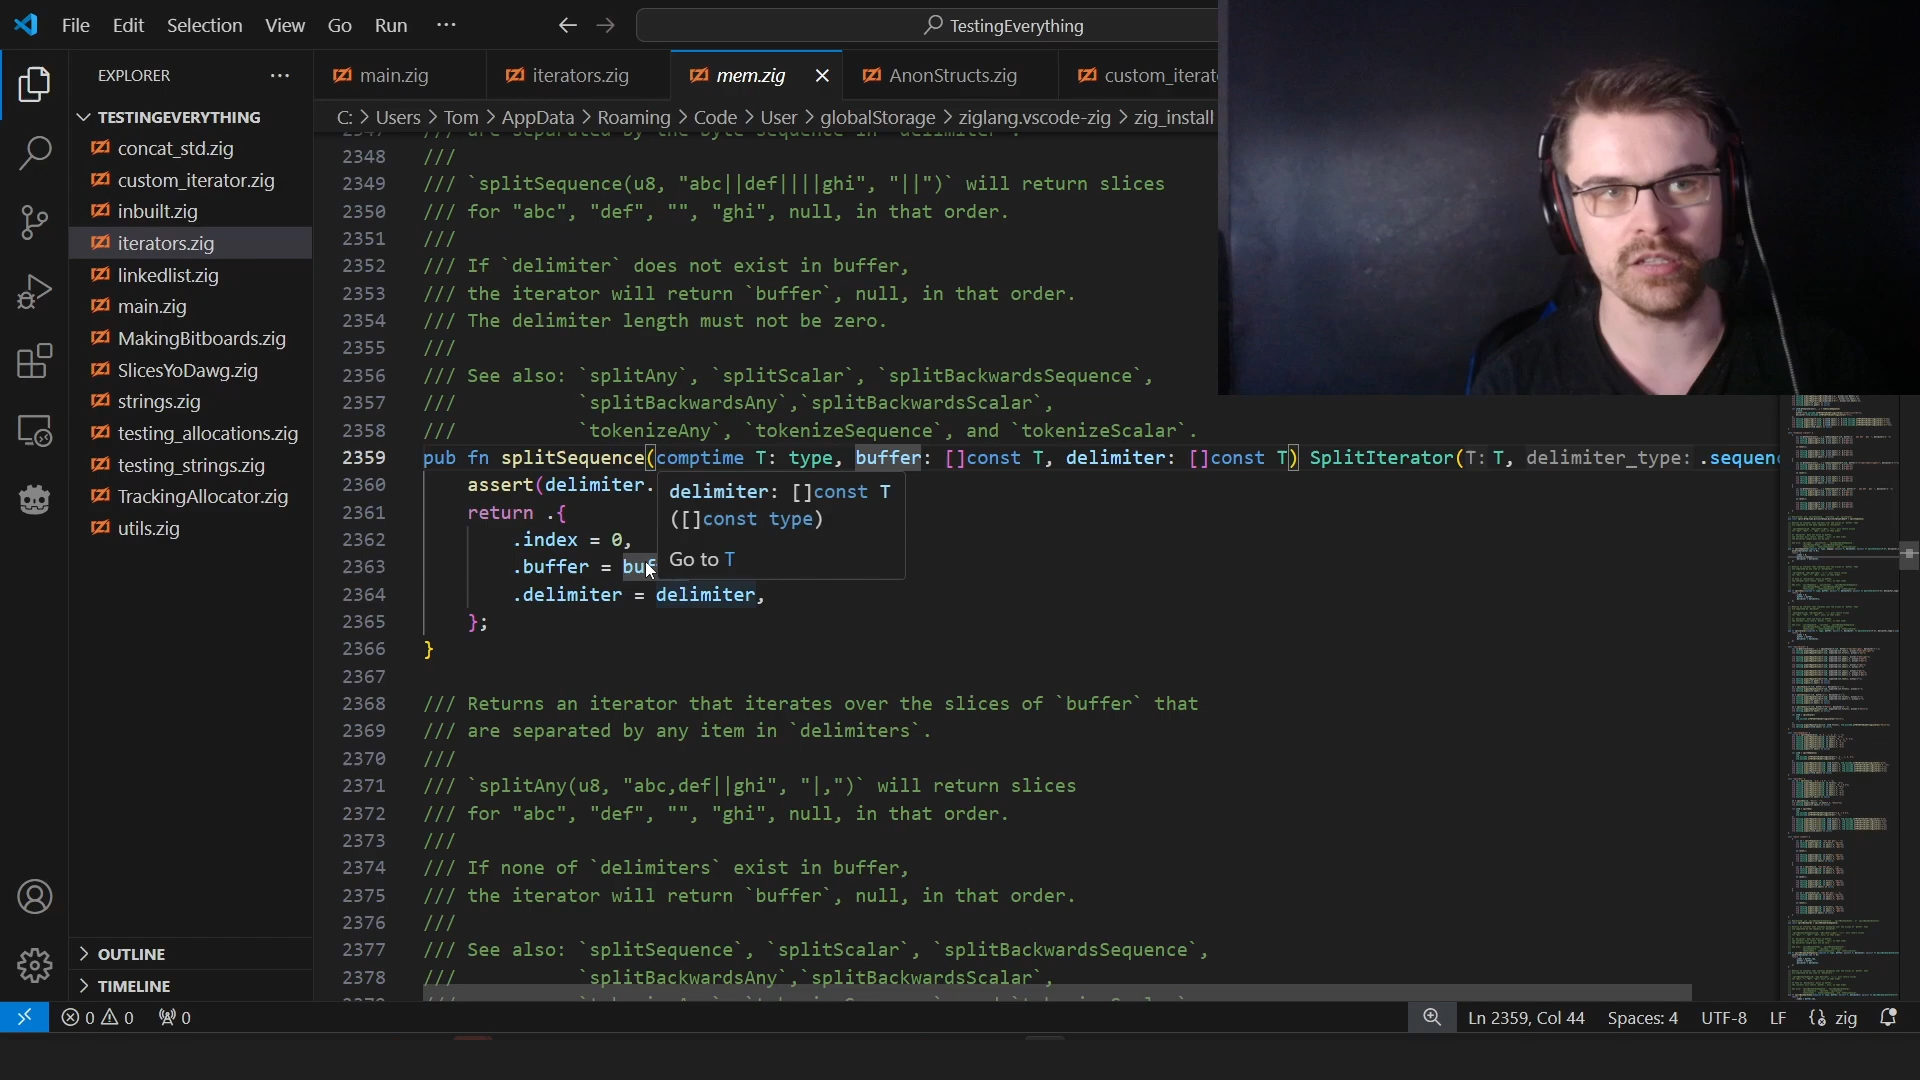 File Edit Selection View Go Run ···
TestingEverything
EXPLORER ···
main.zig
iterators.zig
mem.zig
AnonStructs.zig
custom_iterat
C: > Users > Tom > AppData > Roaming > Code > User > globalStorage > ziglang.vscode-zig > zig_install
TESTINGEVERYTHING
concat_std.zig
custom_iterator.zig
inbuilt.zig
iterators.zig
linkedlist.zig
main.zig
MakingBitboards.zig
SlicesYoDawg.zig
strings.zig
testing_allocations.zig
testing_strings.zig
TrackingAllocator.zig
utils.zig
OUTLINE
TIMELINE
2347 /// are separated by the byte sequence in `delimiter`.
2348 ///
2349 /// `splitSequence(u8, "abc||def||||ghi", "||")` will return slices
2350 /// for "abc", "def", "", "ghi", null, in that order.
2351 ///
2352 /// If `delimiter` does not exist in buffer,
2353 /// the iterator will return `buffer`, null, in that order.
2354 /// The delimiter length must not be zero.
2355 ///
2356 /// See also: `splitAny`, `splitScalar`, `splitBackwardsSequence`,
2357 /// `splitBackwardsAny`,`splitBackwardsScalar`,
2358 /// `tokenizeAny`, `tokenizeSequence`, and `tokenizeScalar`.
2359 pub fn splitSequence(comptime T: type, buffer: []const T, delimiter: []const T) SplitIterator(T: T, delimiter_type: .sequenc
2360 assert(delimiter.
2361 return .{
2362 .index = 0,
2363 .buffer = buf
2364 .delimiter = delimiter,
2365 };
2366 }
2367
2368 /// Returns an iterator that iterates over the slices of `buffer` that
2369 /// are separated by any item in `delimiters`.
2370 ///
2371 /// `splitAny(u8, "abc,def||ghi", "|,")` will return slices
2372 /// for "abc", "def", "", "ghi", null, in that order.
2373 ///
2374 /// If none of `delimiters` exist in buffer,
2375 /// the iterator will return `buffer`, null, in that order.
2376 ///
2377 /// See also: `splitSequence`, `splitScalar`, `splitBackwardsSequence`,
2378 /// `splitBackwardsAny`,`splitBackwardsScalar`,
delimiter: []const T
([]const type)
Go to T
0 0 0
Ln 2359, Col 44 Spaces: 4 UTF-8 LF zig